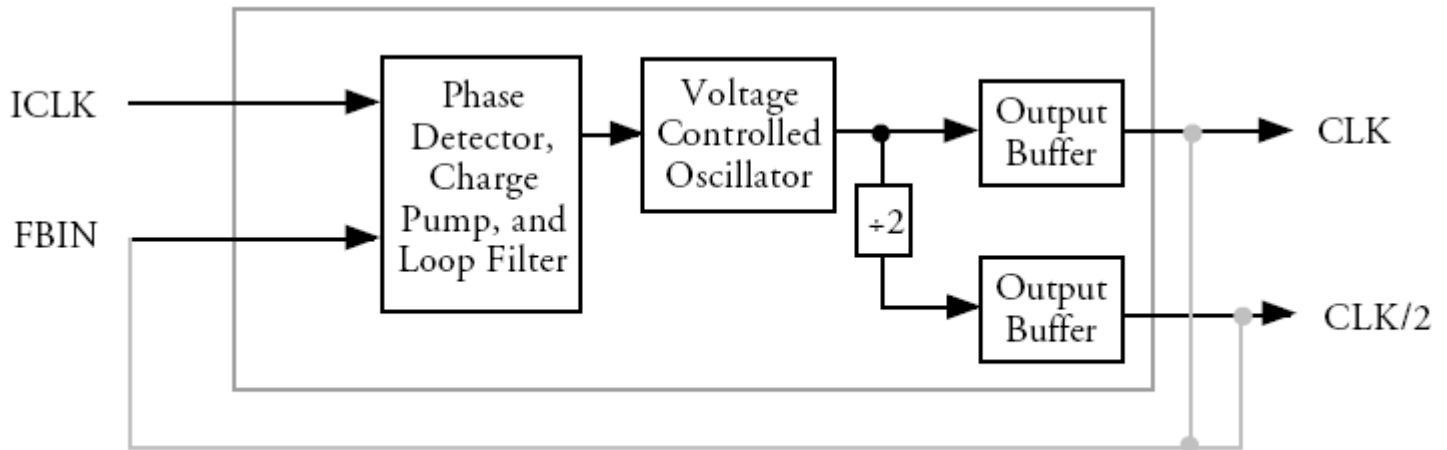 ICLK
FBIN
Phase
Detector,
Charge
Pump, and
Loop Filter
Voltage
Controlled
Oscillator
÷2
Output
Buffer
Output
Buffer
CLK
CLK/2